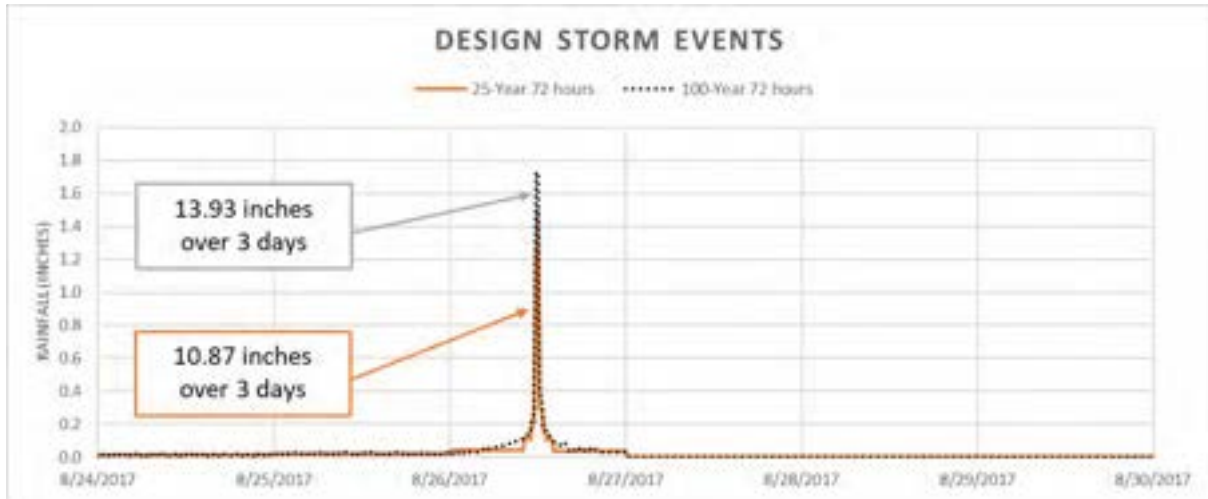 DESIGN STORM EVENTS
25-Year 72 hours 100-Year 72 hours
2.0
1.8
1.6
1.4
1.2
1.0
0.8
0.6
0.4
0.2
0.0
RAINFALL (INCHES)
13.93 inches
over 3 days
10.87 inches
over 3 days
8/24/2017 8/25/2017 8/26/2017 8/27/2017 8/28/2017 8/29/2017 8/30/2017